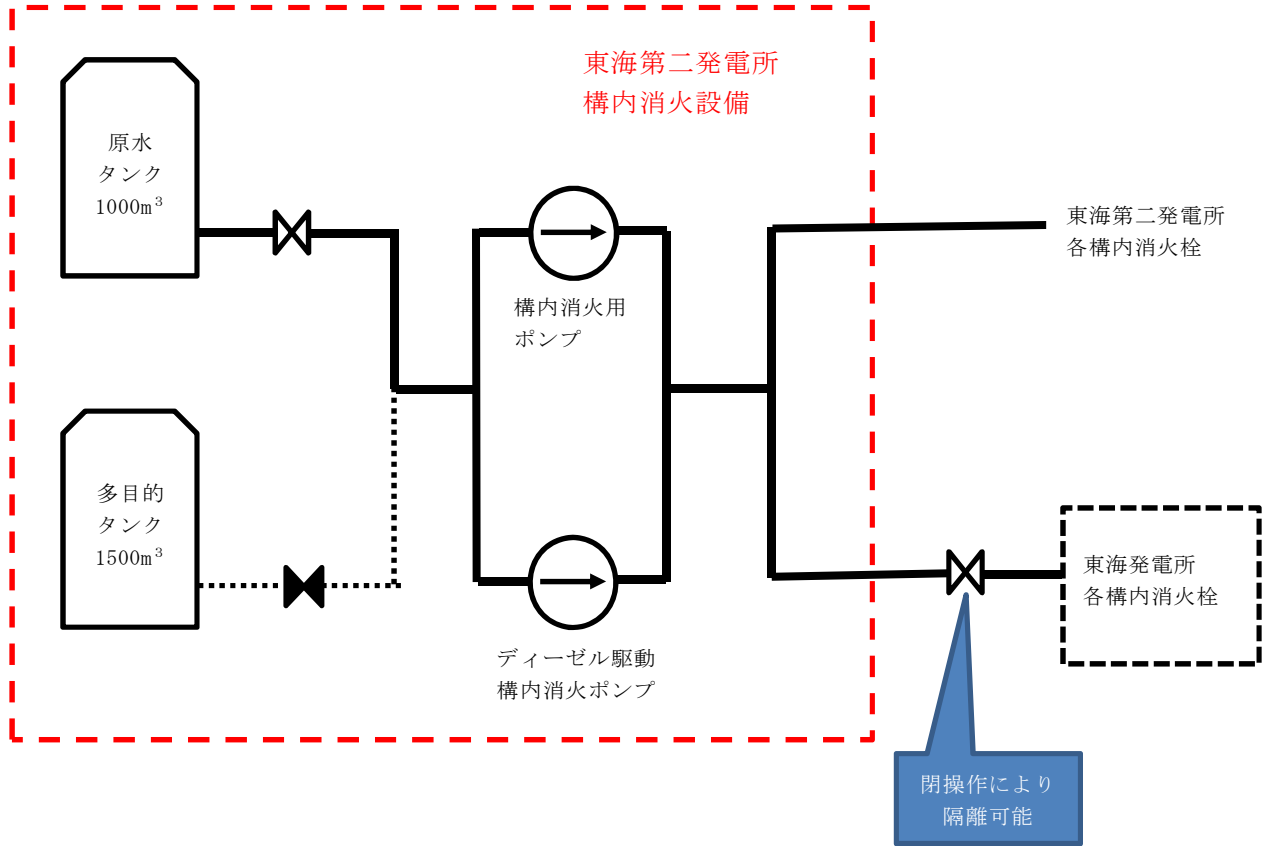 東海第二発電所
構内消火設備
原水
タンク
1000m³
構内消火用
ポンプ
東海第二発電所
各構内消火栓
多目的
タンク
1500m³
ディーゼル駆動
構内消火ポンプ
東海発電所
各構内消火栓
閉操作により
隔離可能